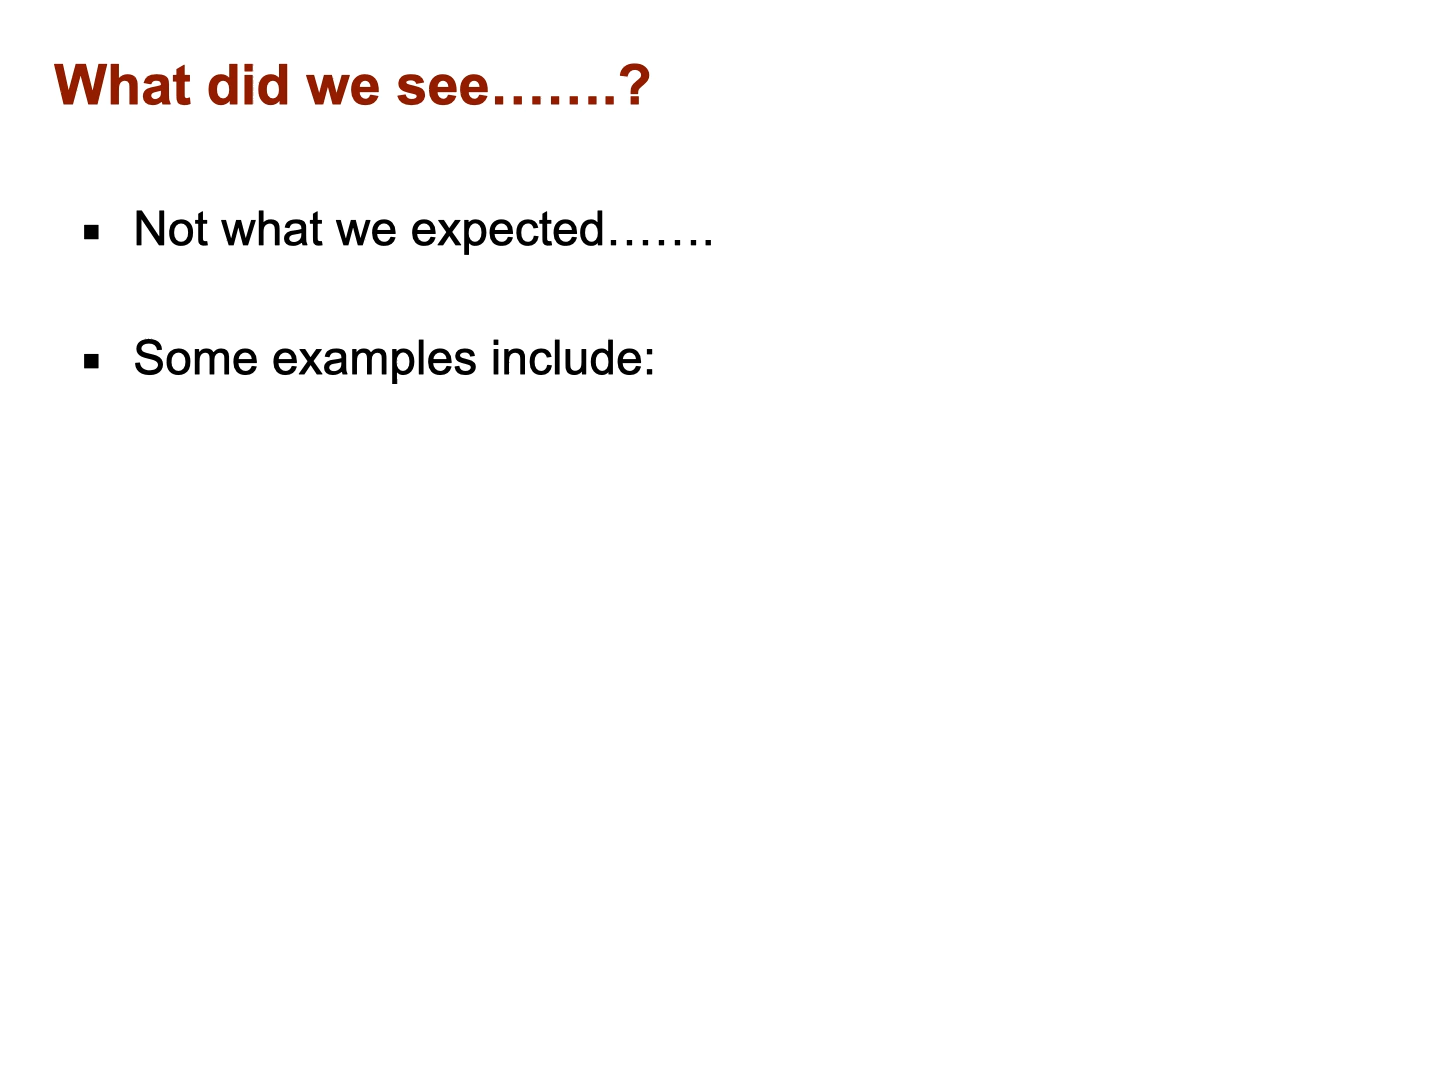 What did we see…….?
▪ Not what we expected…….
▪ Some examples include: